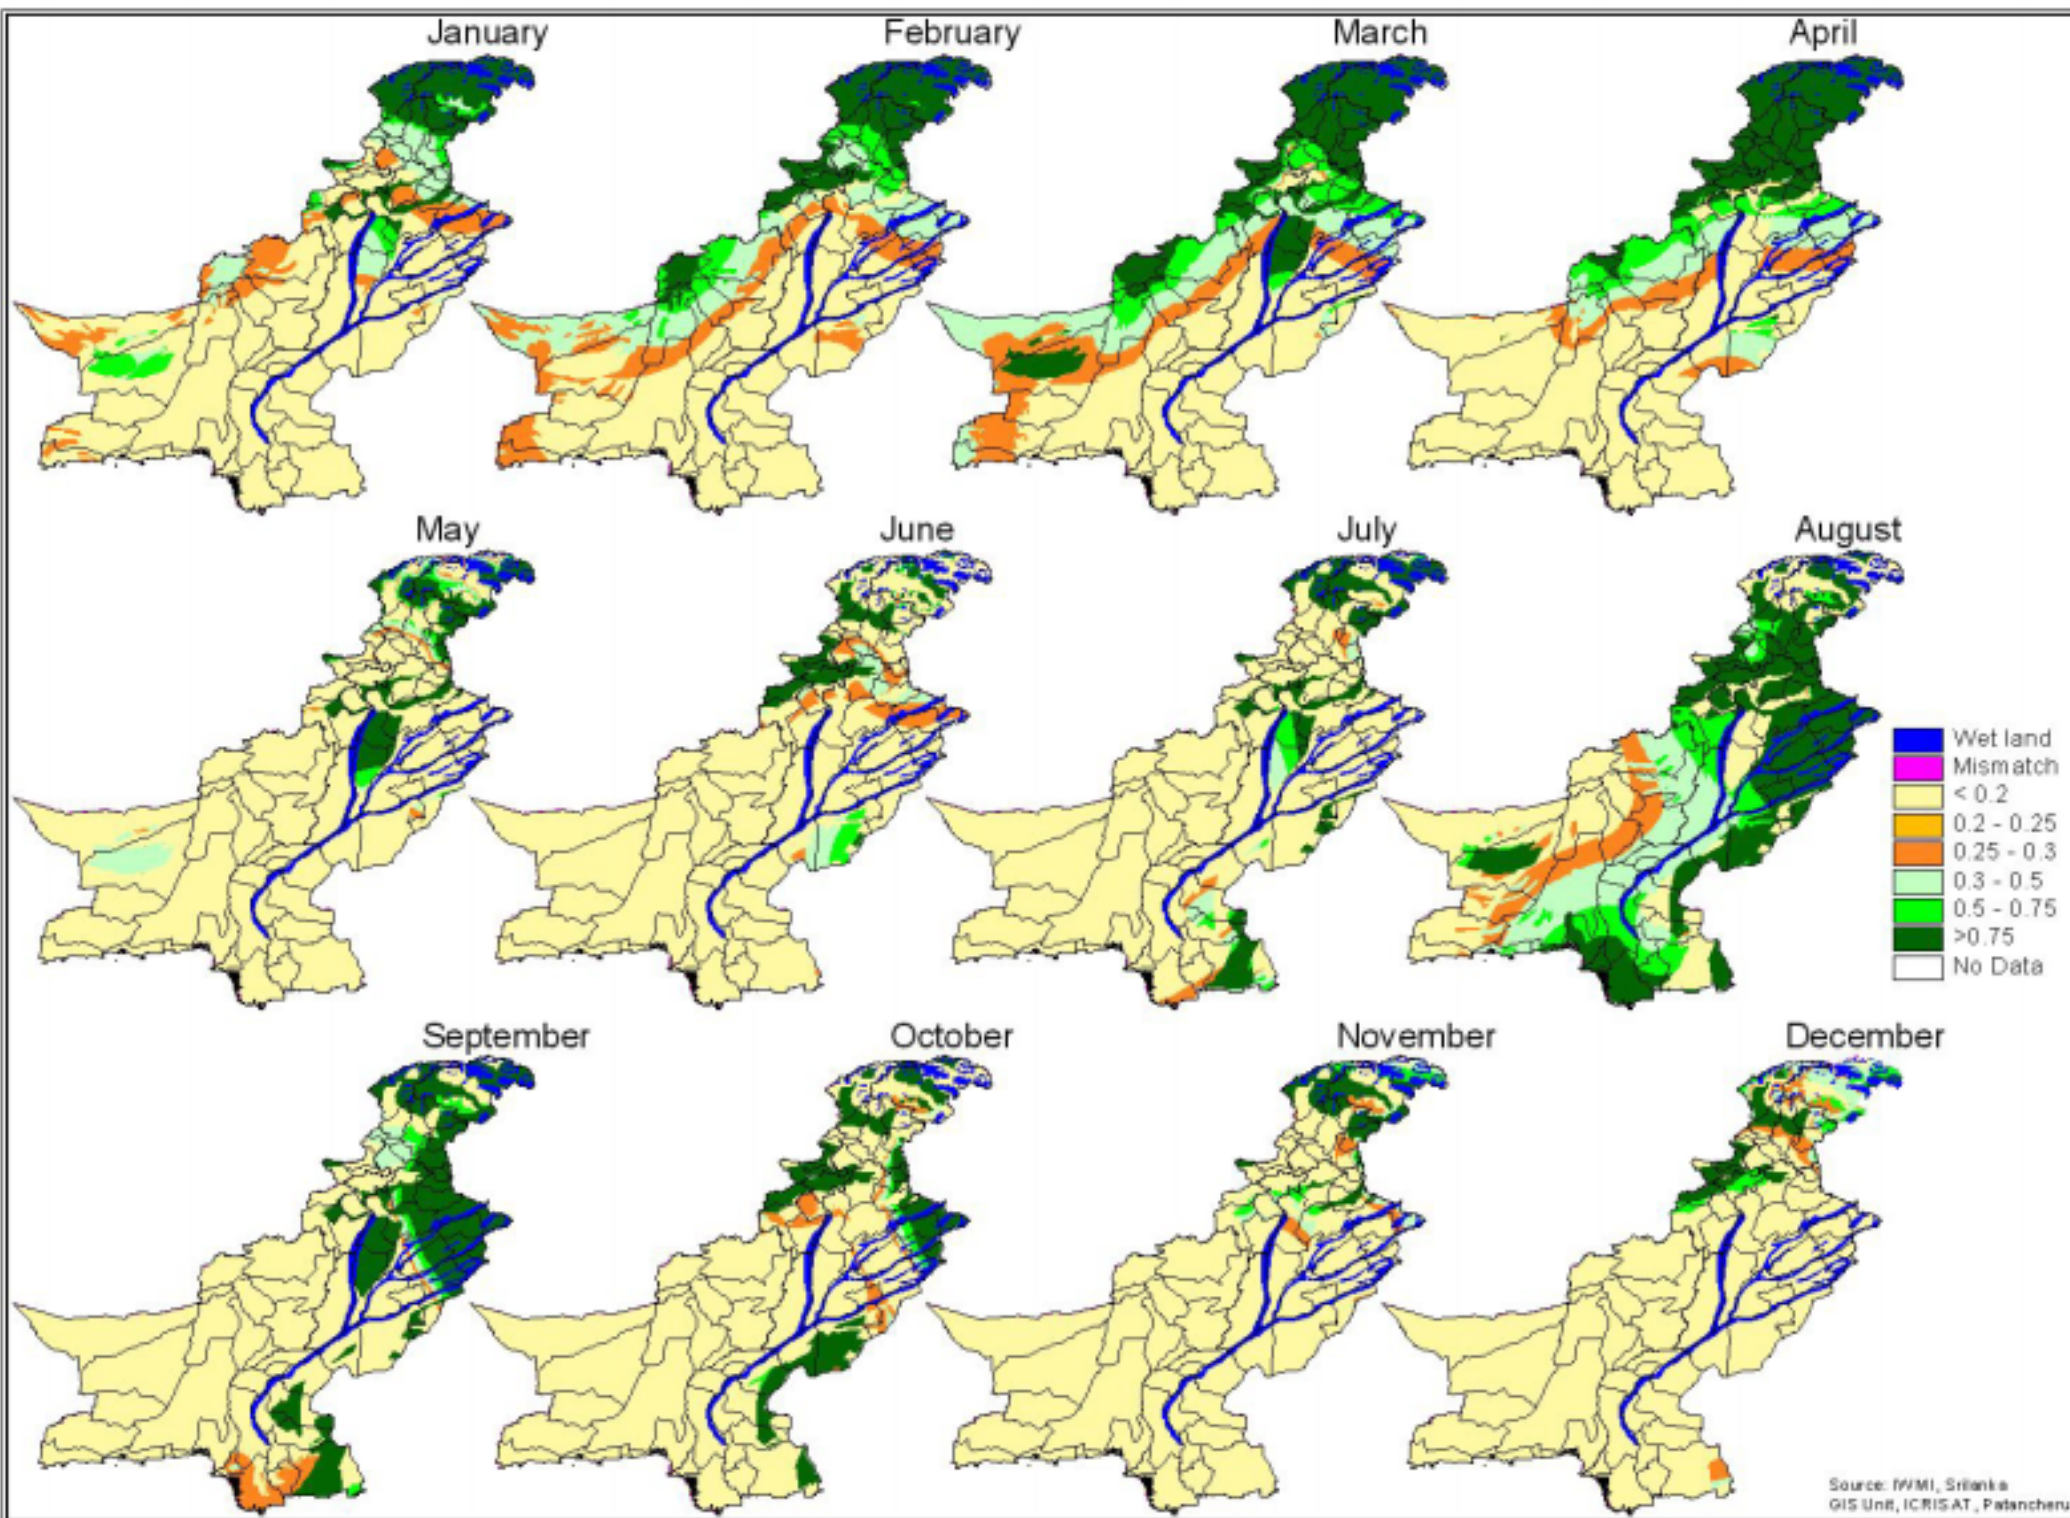 January
February
March
April
May
June
July
August
Wet land
Mismatch
< 0.2
0.2 - 0.25
0.25 - 0.3
0.3 - 0.5
0.5 - 0.75
>0.75
No Data
September
October
November
December
Source: IWMI, Srilanka
GIS Unit, ICRISAT, Patancheru